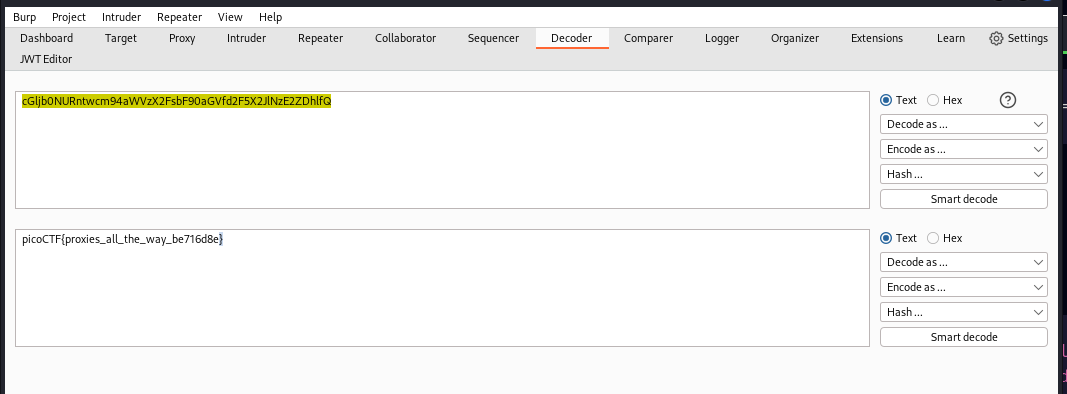 Burp Project Intruder Repeater View Help
Dashboard Target Proxy Intruder Repeater Collaborator Sequencer Decoder Comparer Logger Organizer Extensions Learn Settings
JWT Editor
cGljb0NURntwcm94aWVzX2FsbF90aGVfd2F5X2JlNzE2ZDhlfQ
Text Hex ?
Decode as ...
Encode as ...
Hash ...
Smart decode
picoCTF{proxies_all_the_way_be716d8e}
Text Hex
Decode as ...
Encode as ...
Hash ...
Smart decode